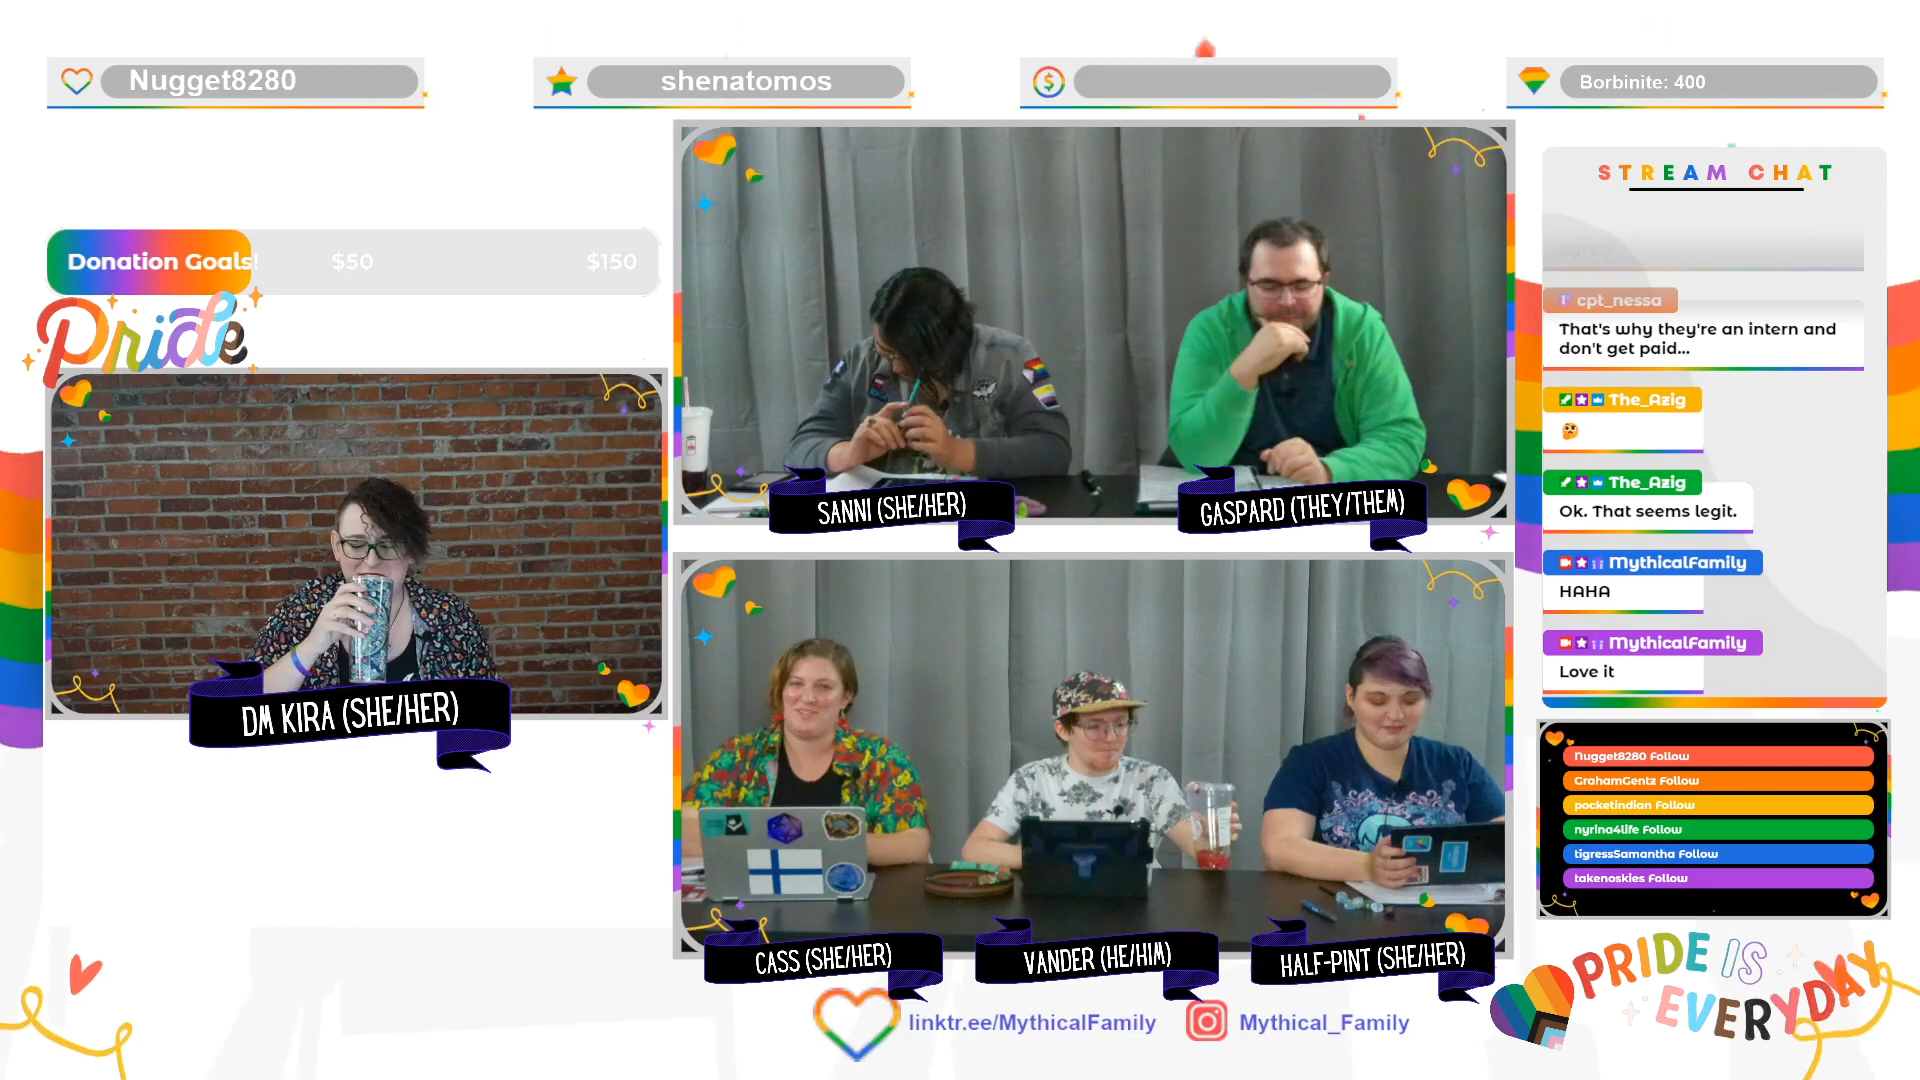 Nugget8280
shenatomos
Borbinite: 400
Donation Goals!
$50
$150
Pride
DM KIRA (SHE/HER)
SANNI (SHE/HER)
GASPARD (THEY/THEM)
CASS (SHE/HER)
VANDER (HE/HIM)
HALF-PINT (SHE/HER)
STREAM CHAT
cpt_nessa
That's why they're an intern and
don't get paid...
The_Azig
The_Azig
Ok. That seems legit.
MythicalFamily
HAHA
MythicalFamily
Love it
Nugget8280 Follow
GrahamGentz Follow
pocketindian Follow
nyrina4life Follow
tigressSamantha Follow
takenoskies Follow
PRIDE IS
EVERYDAY
linktr.ee/MythicalFamily
Mythical_Family